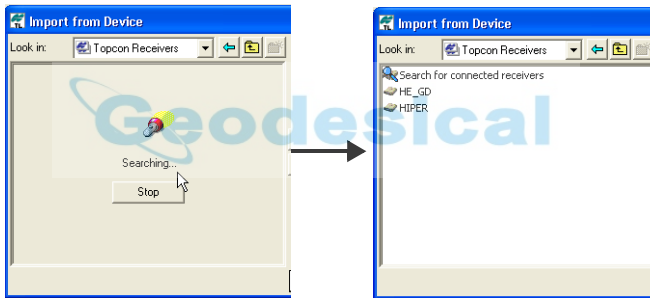 Import from Device
Look in:
Topcon Receivers
Searching...
Stop
Import from Device
Look in:
Topcon Receivers
Search for connected receivers
HE_GD
HIPER
Geodesical